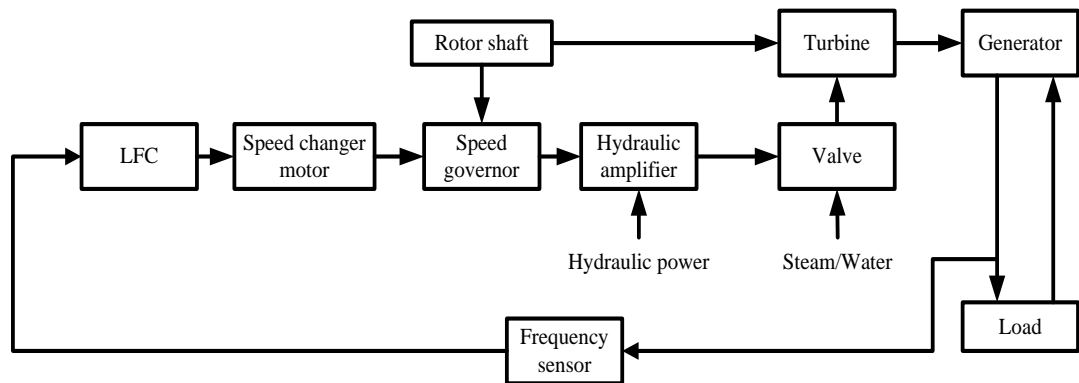 Rotor shaft
Turbine
Generator
LFC
Speed changer
motor
Speed
governor
Hydraulic
amplifier
Valve
Hydraulic power
Steam/Water
Load
Frequency
sensor